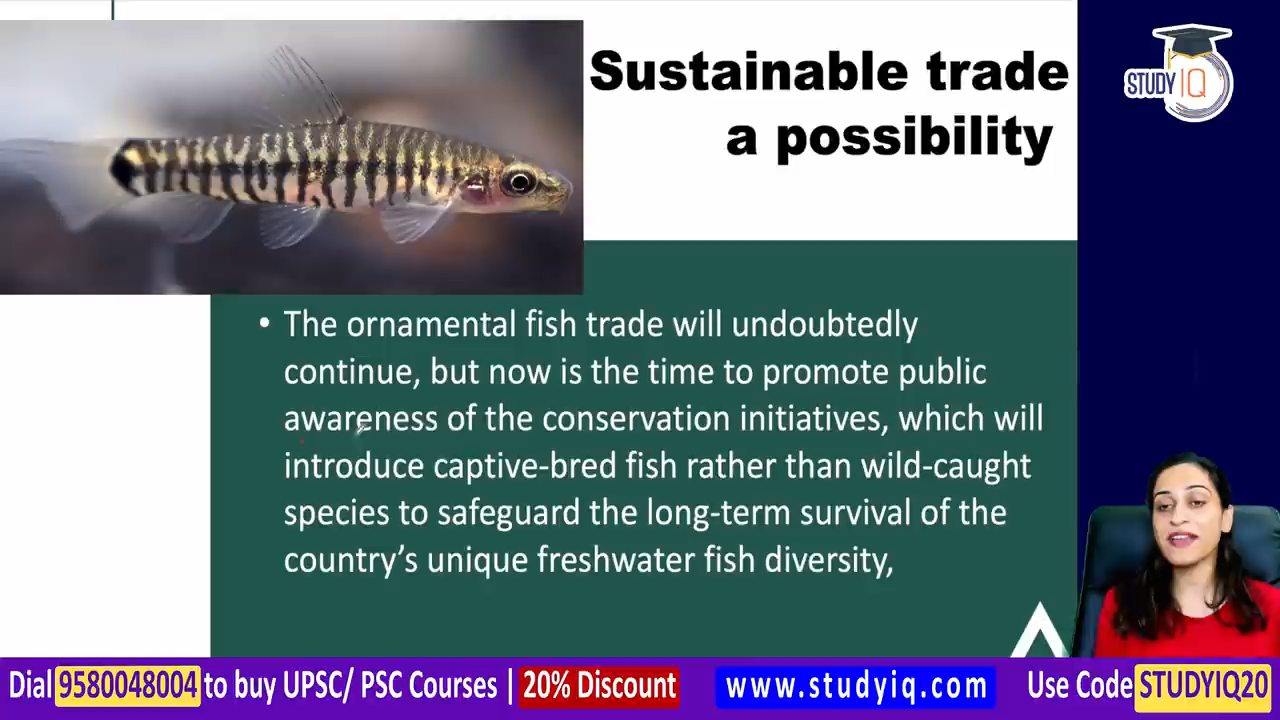 Sustainable trade
a possibility
STUDY IQ
• The ornamental fish trade will undoubtedly
continue, but now is the time to promote public
awareness of the conservation initiatives, which will
introduce captive-bred fish rather than wild-caught
species to safeguard the long-term survival of the
country’s unique freshwater fish diversity,
Dial 9580048004 to buy UPSC/ PSC Courses | 20% Discount www.studyiq.com Use Code STUDYIQ20